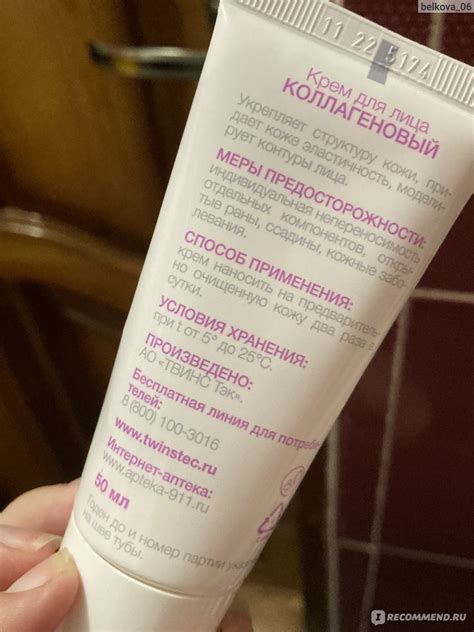 belkova_06
11 22 5174
Крем для лица
КОЛЛАГЕНОВЫЙ
Укрепляет структуру кожи, при-
дает коже эластичность, модели-
рует контуры лица.
МЕРЫ ПРЕДОСТОРОЖНОСТИ:
индивидуальная непереносимость
отдельных компонентов, откры-
тые раны, ссадины, кожные забо-
левания.
СПОСОБ ПРИМЕНЕНИЯ:
крем наносить на предваритель-
но очищенную кожу два раза в
сутки.
УСЛОВИЯ ХРАНЕНИЯ:
при t от 5° до 25°C.
ПРОИЗВЕДЕНО:
АО «ТВИНС Тэк».
Бесплатная линия для потреби-
телей:
8 (800) 100-3016
www.twinstec.ru
Интернет-аптека:
www.apteka-911.ru
50 мл
Годен до и номер партии
на шве тубы.
IRECOMMEND.RU